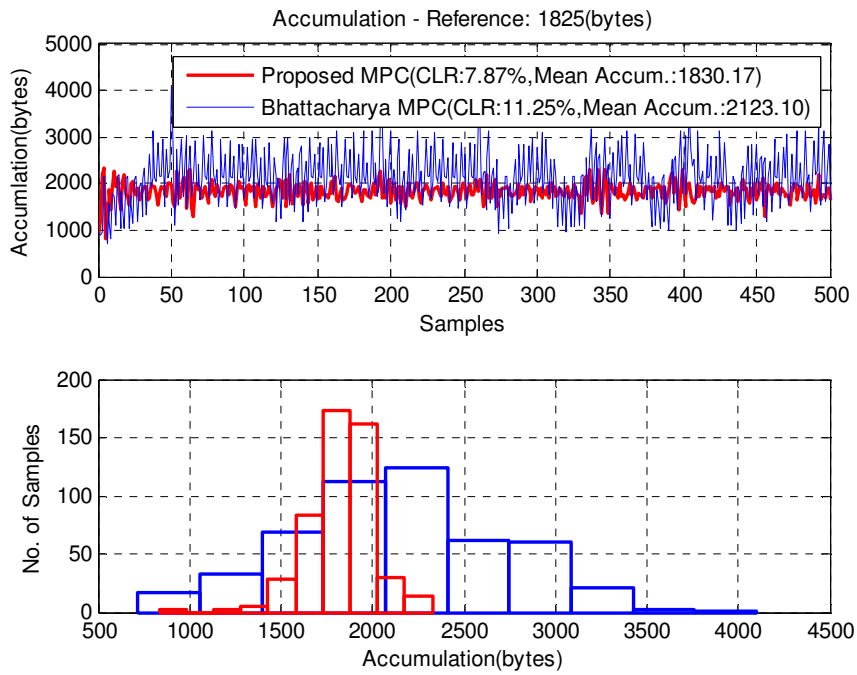 Accumulation - Reference: 1825(bytes)
Accumlation(bytes)
5000
4000
3000
2000
1000
0
Proposed MPC(CLR:7.87%,Mean Accum.:1830.17)
Bhattacharya MPC(CLR:11.25%,Mean Accum.:2123.10)
0 50 100 150 200 250 300 350 400 450 500
Samples
No. of Samples
200
150
100
50
0
500 1000 1500 2000 2500 3000 3500 4000 4500
Accumulation(bytes)